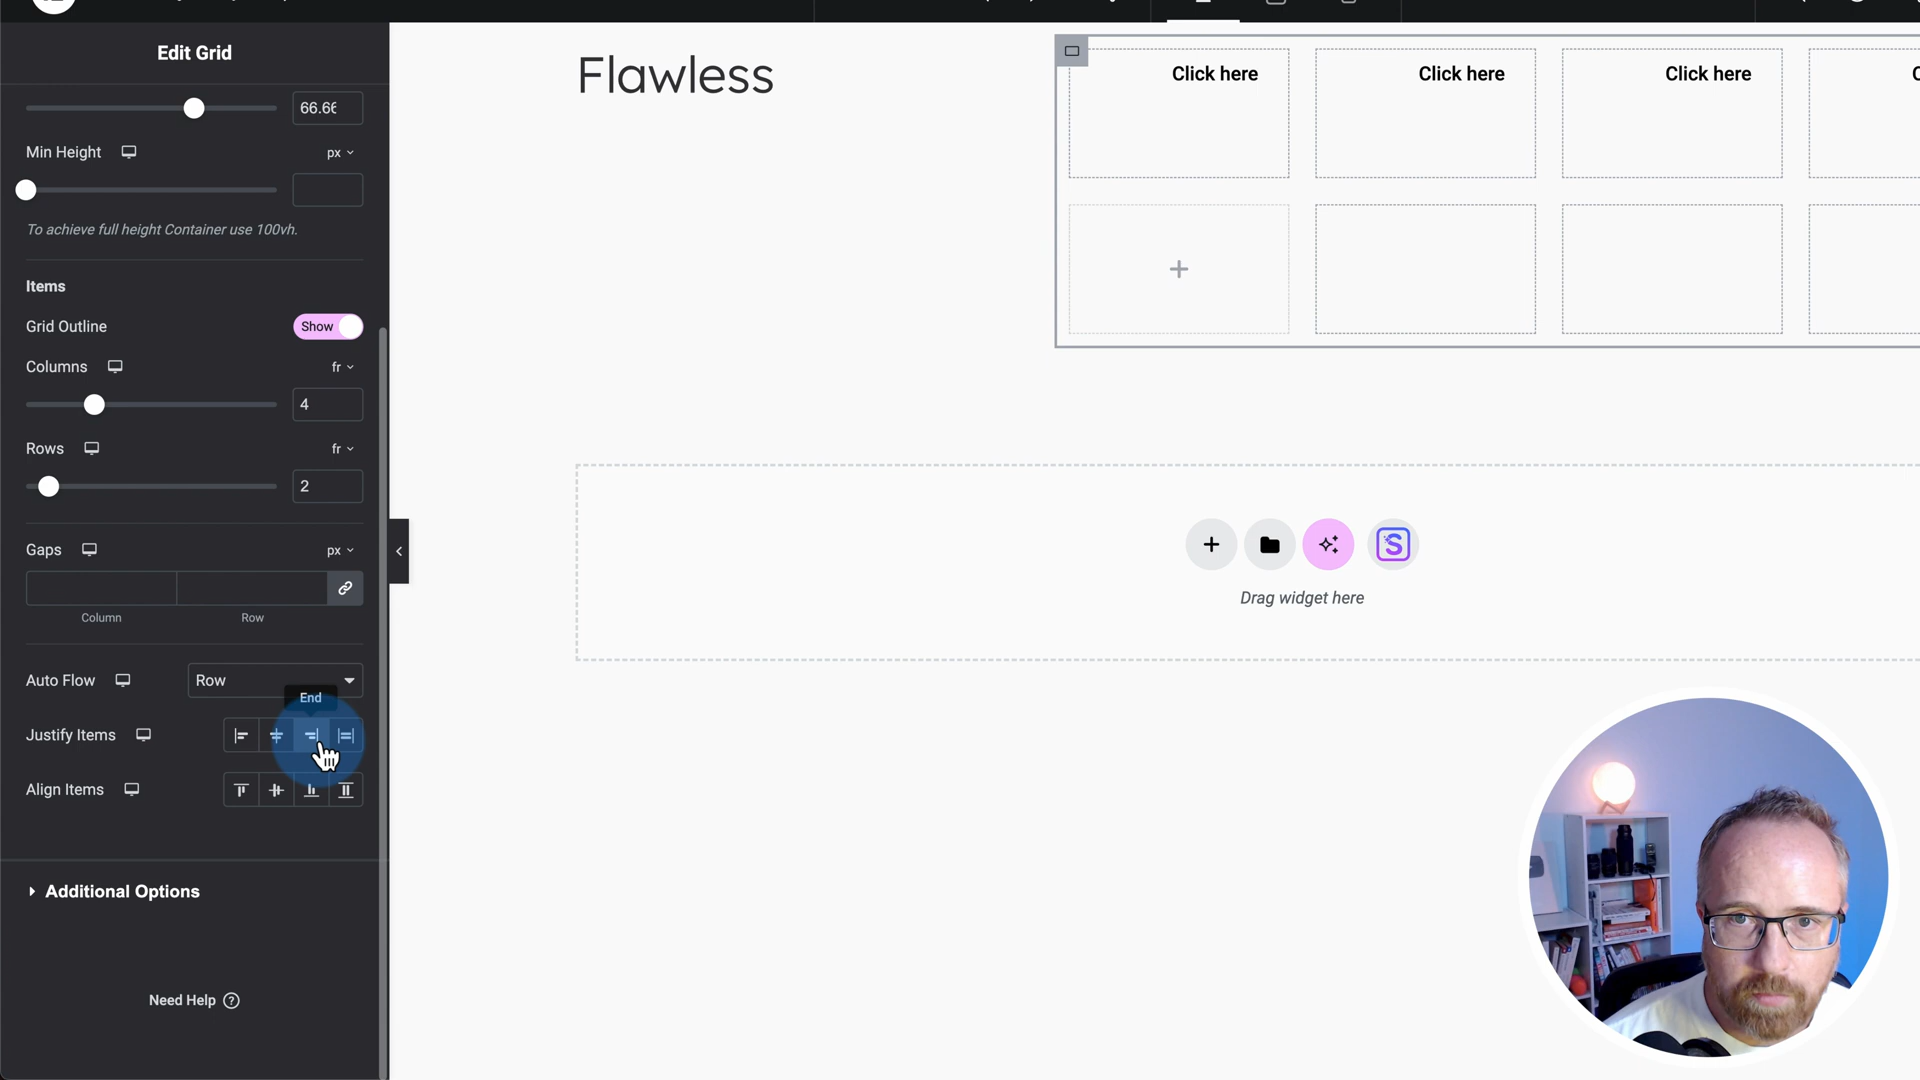 Edit Grid
66.66
Min Height
px
To achieve full height Container use 100vh.
Items
Grid Outline
Show
Columns
fr
4
Rows
fr
2
Gaps
px
Column
Row
Auto Flow
Row
End
Justify Items
Align Items
Additional Options
Need Help
Flawless
Click here
Click here
Click here
Drag widget here